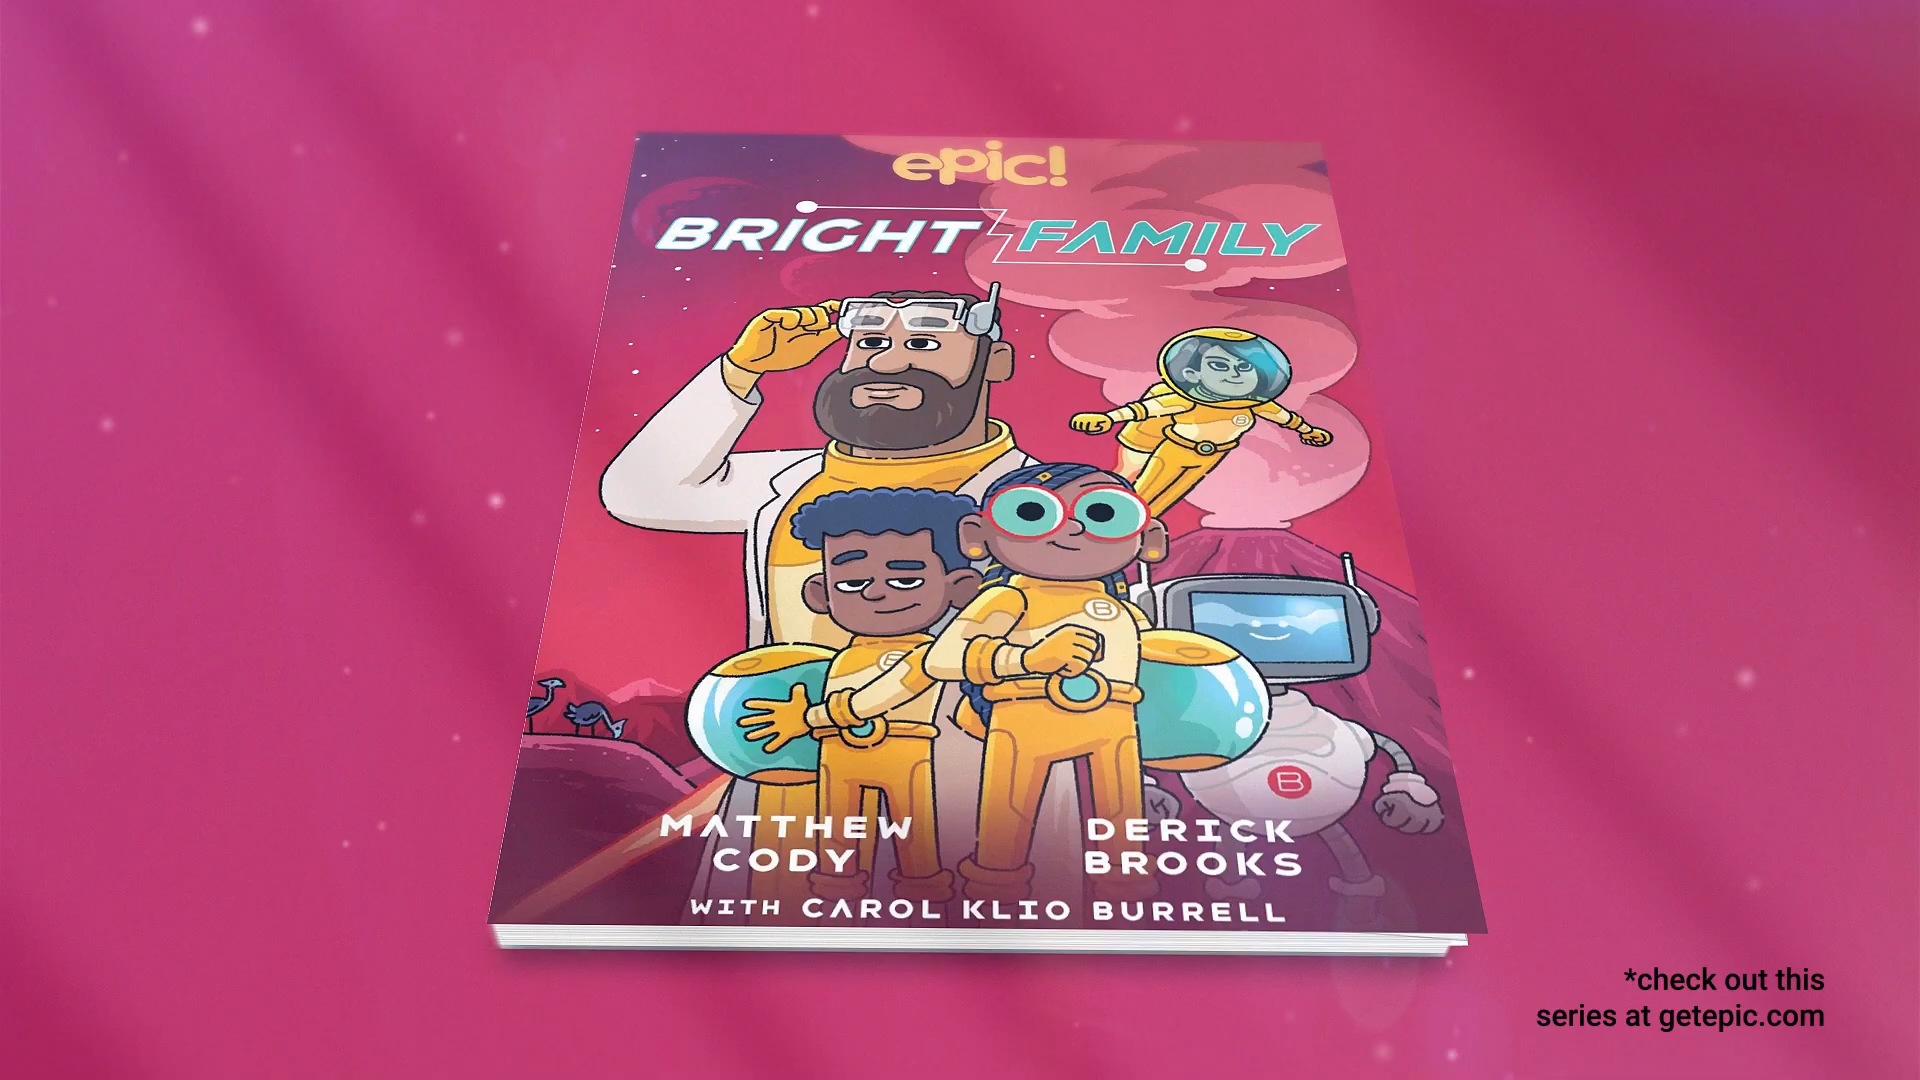 epic!
BRIGHT FAMILY
B
B
B
B
MATTHEW
CODY
DERICK
BROOKS
WITH CAROL KLIO BURRELL
*check out this
series at getepic.com